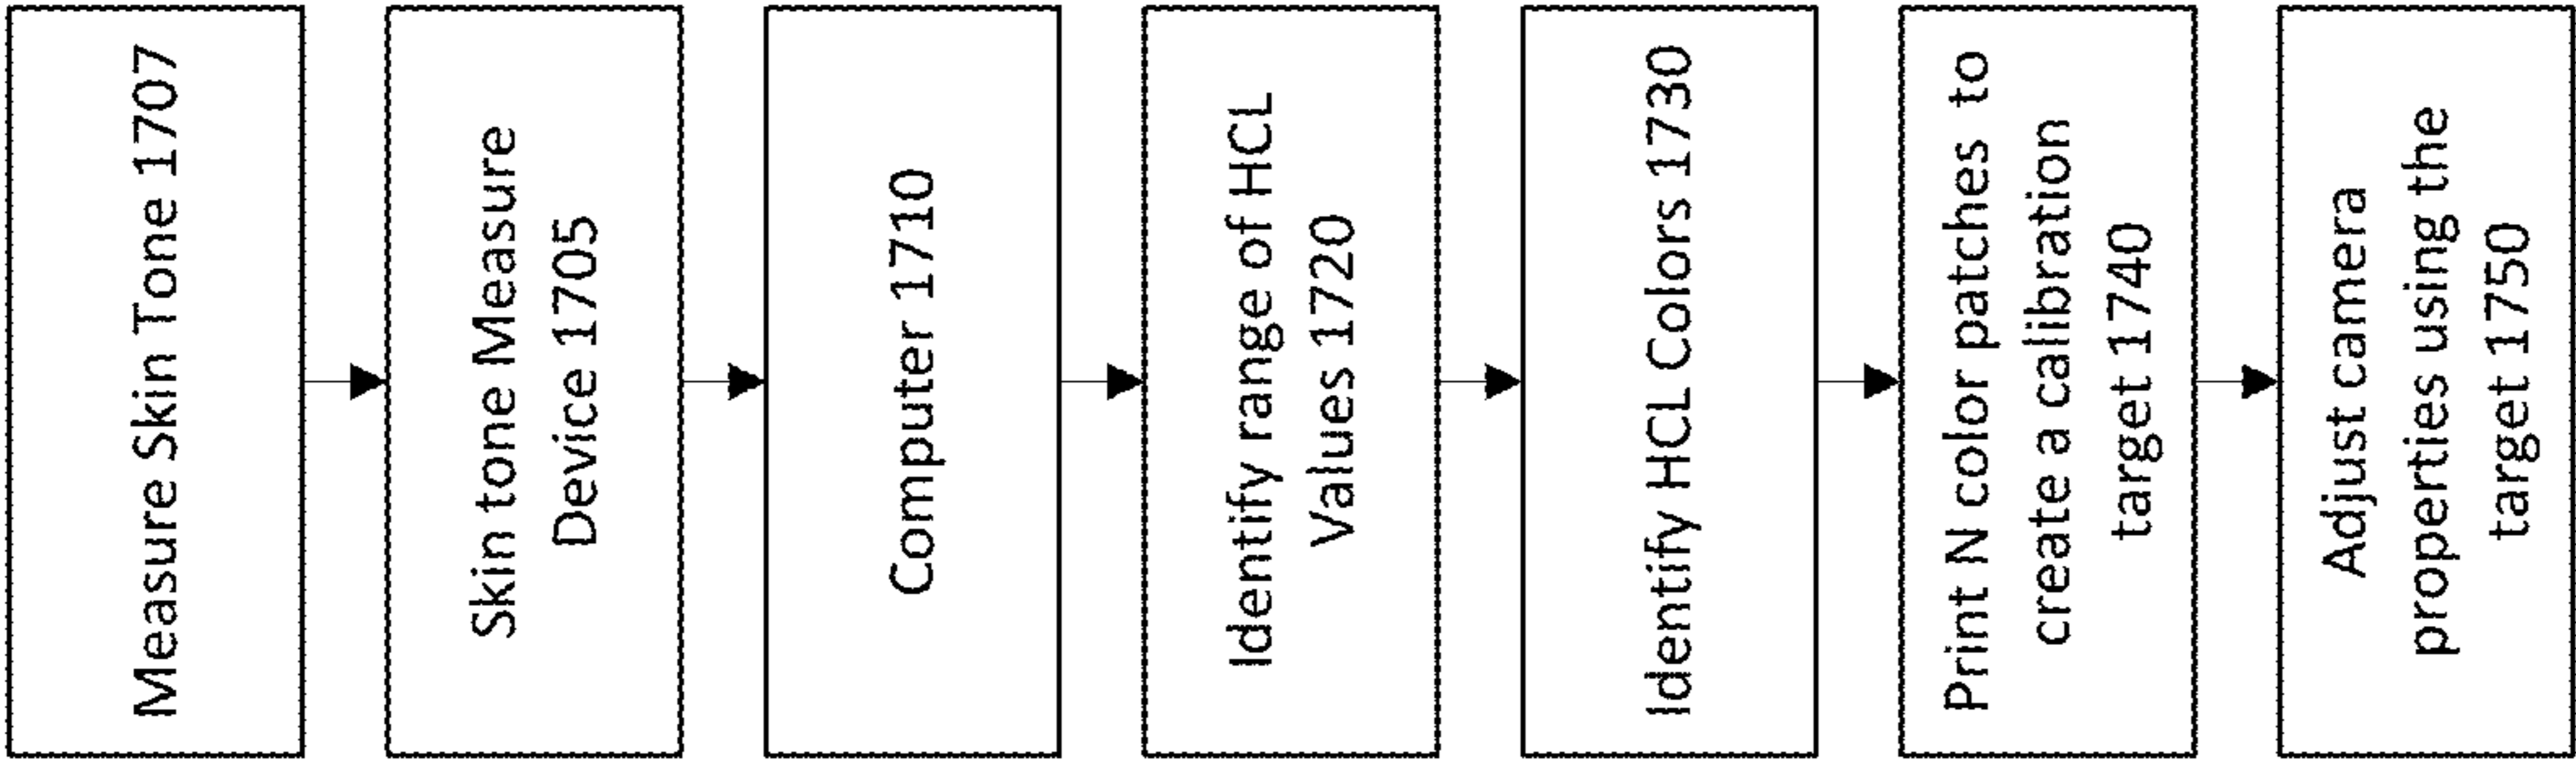 Measure Skin Tone 1707
Skin tone Measure
Device 1705
Computer 1710
Identify range of HCL
Values 1720
Identify HCL Colors 1730
Print N color patches to
create a calibration
target 1740
Adjust camera
properties using the
target 1750